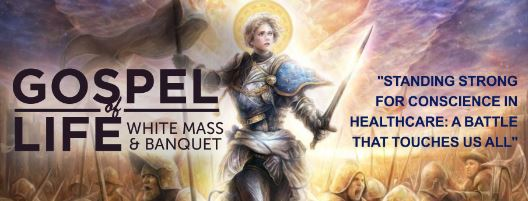 GOSPEL
of
LIFE WHITE MASS
& BANQUET
"STANDING STRONG
FOR CONSCIENCE IN
HEALTHCARE: A BATTLE
THAT TOUCHES US ALL"